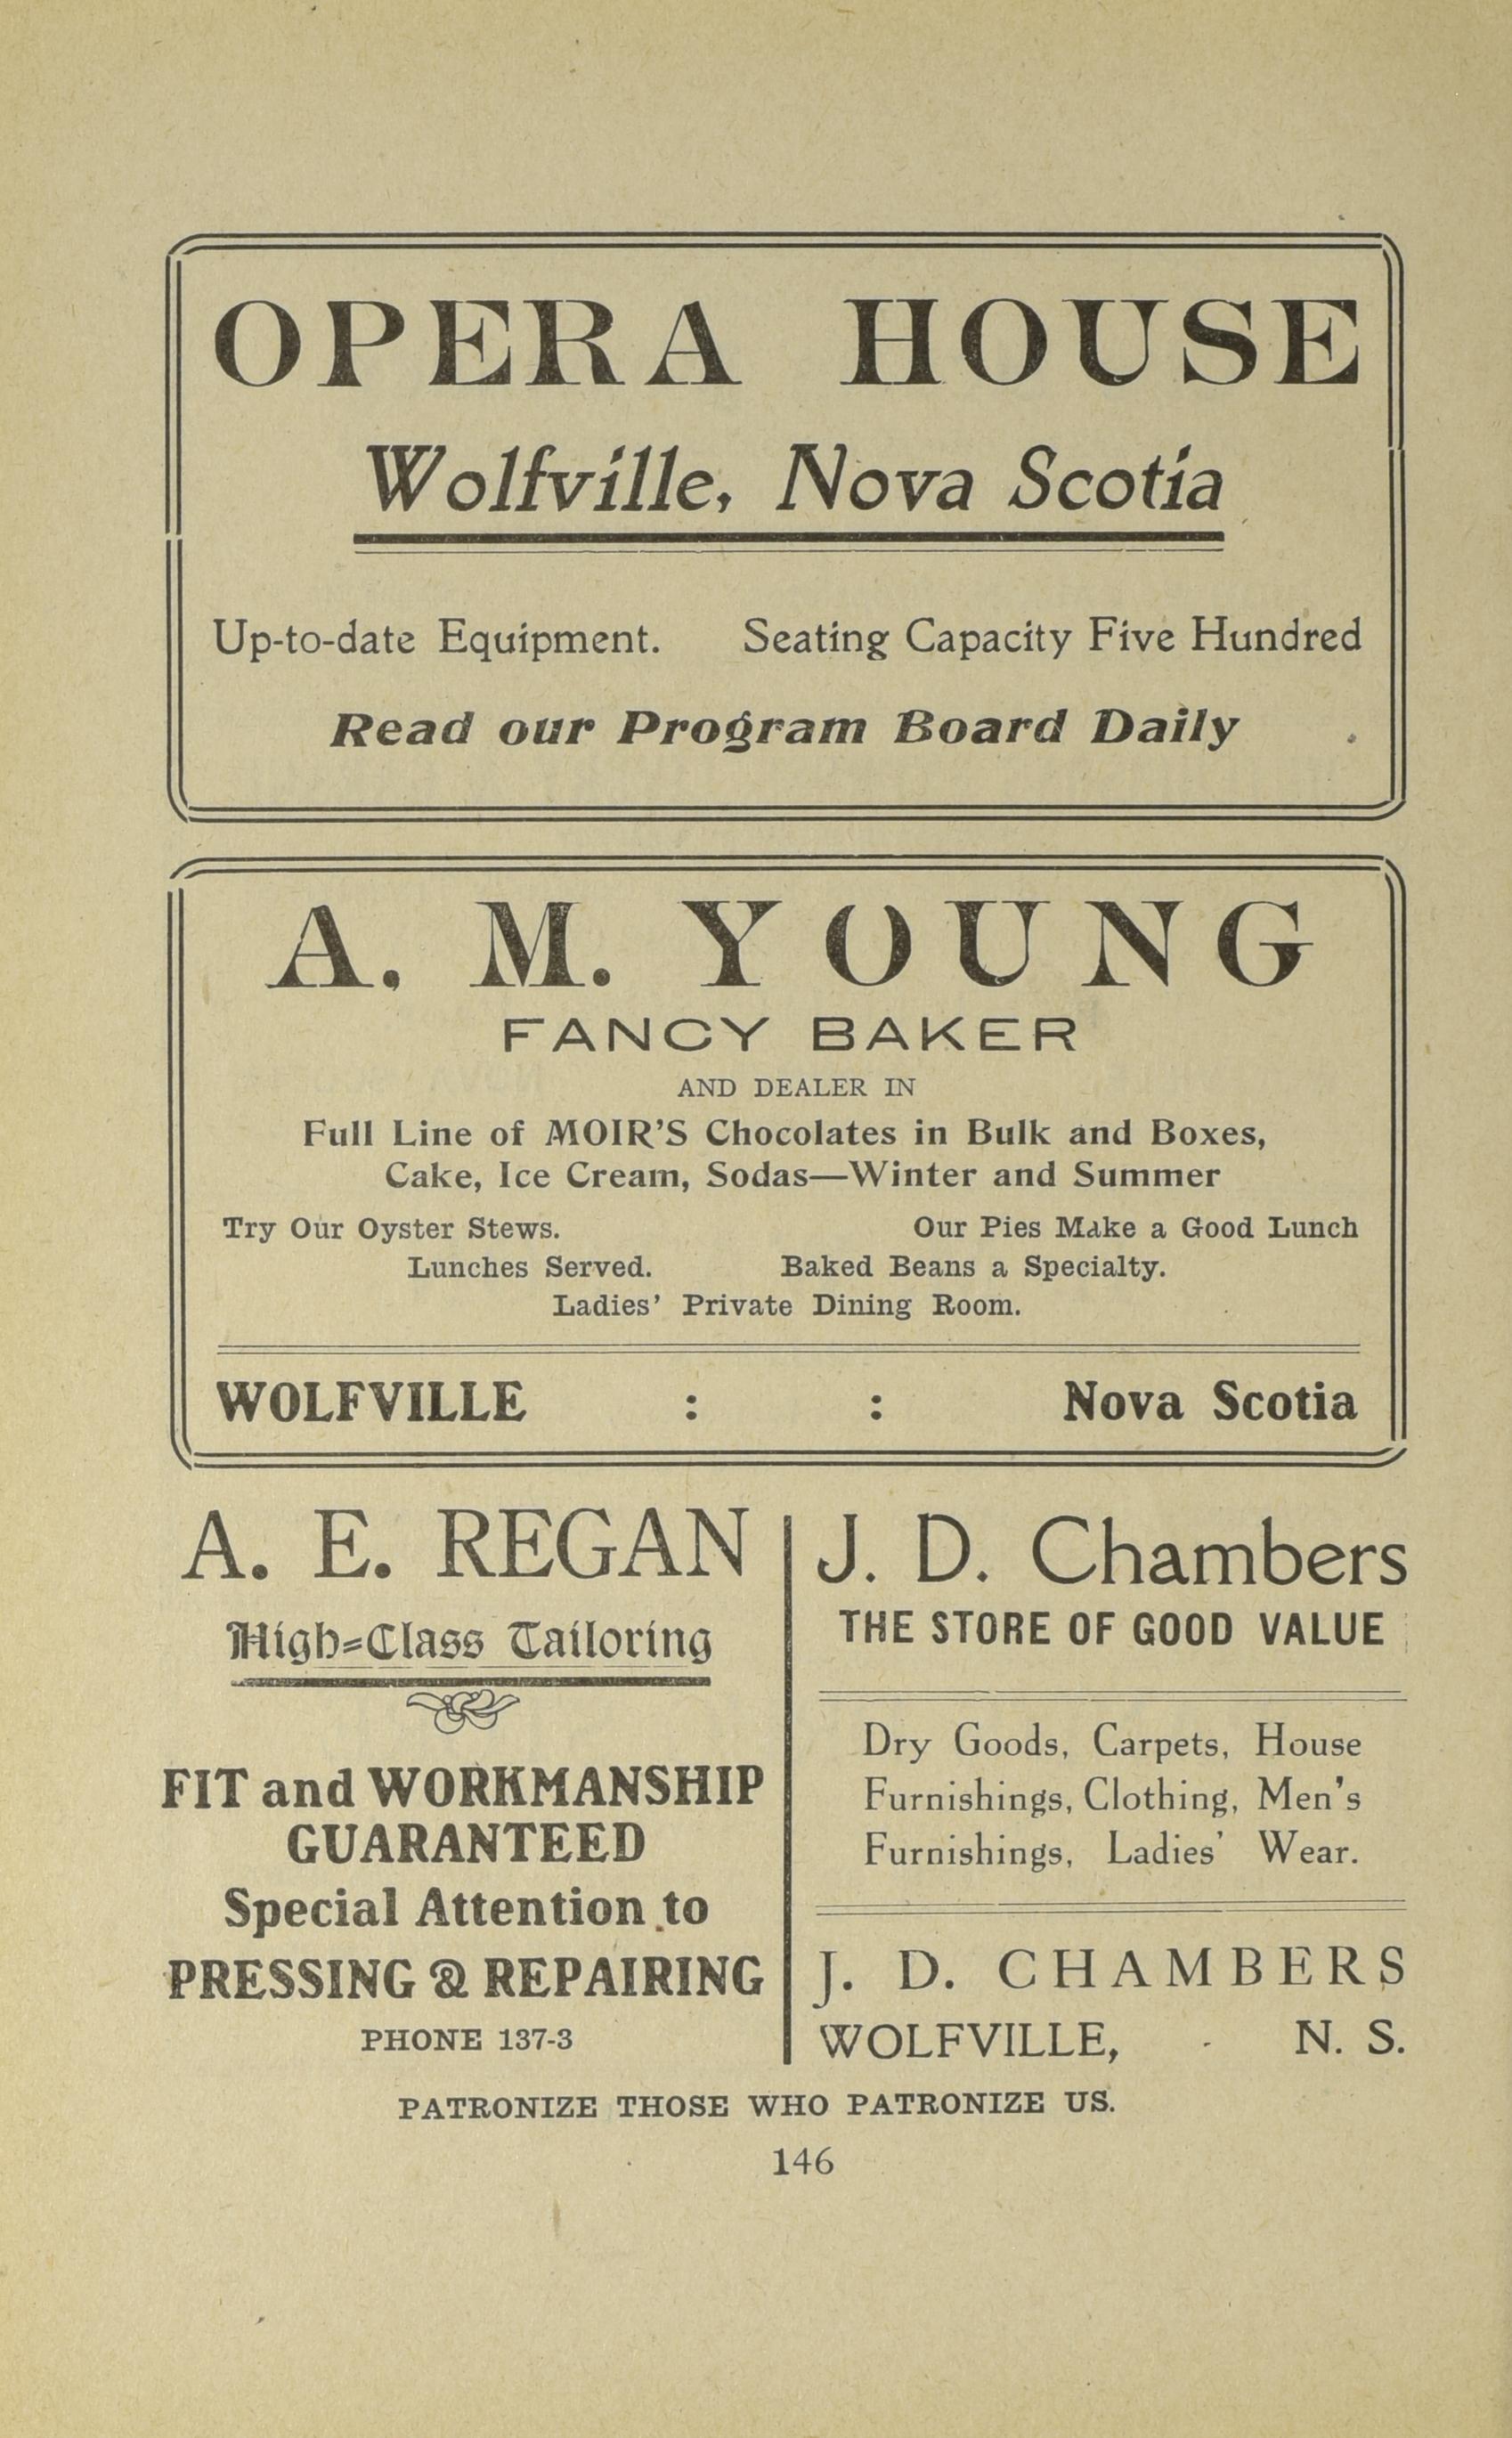 OPERA HOUSE
Wolfville, Nova Scotia
Up-to-date Equipment. Seating Capacity Five Hundred
Read our Program Board Daily
A. M. YOUNG
FANCY BAKER
AND DEALER IN
Full Line of MOIR'S Chocolates in Bulk and Boxes,
Cake, Ice Cream, Sodas—Winter and Summer
Try Our Oyster Stews. Our Pies Make a Good Lunch
Lunches Served. Baked Beans a Specialty.
Ladies' Private Dining Room.
WOLFVILLE : : Nova Scotia
A. E. REGAN
High=Class Tailoring
FIT and WORKMANSHIP
GUARANTEED
Special Attention to
PRESSING & REPAIRING
PHONE 137-3
J. D. Chambers
THE STORE OF GOOD VALUE
Dry Goods, Carpets, House
Furnishings, Clothing, Men's
Furnishings, Ladies' Wear.
J. D. CHAMBERS
WOLFVILLE, - N. S.
PATRONIZE THOSE WHO PATRONIZE US.
146